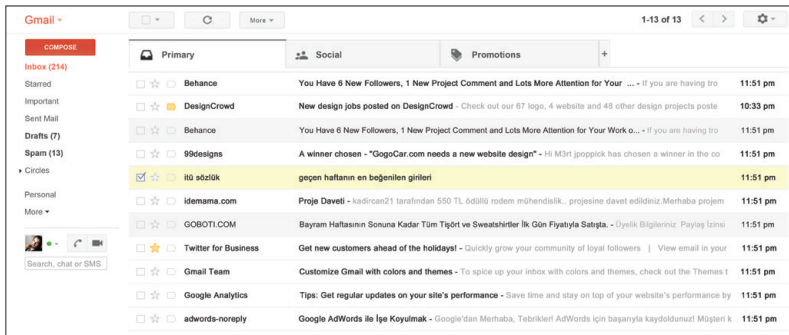 Gmail
More
1-13 of 13
COMPOSE
Inbox (214)
Starred
Important
Sent Mail
Drafts (7)
Spam (13)
Circles
Personal
More
Search, chat or SMS
Primary
Social
Promotions
+
Behance You Have 6 New Followers, 1 New Project Comment and Lots More Attention for Your ... - If you are having tro 11:51 pm
DesignCrowd New design jobs posted on DesignCrowd - Check out our 67 logo, 4 website and 48 other design projects poste 10:33 pm
Behance You Have 6 New Followers, 1 New Project Comment and Lots More Attention for Your Work o... - If you are having tro 11:51 pm
99designs A winner chosen - "GogoCar.com needs a new website design" - Hi M3rt jpoppick has chosen a winner in the co 11:51 pm
itü sözlük geçen haftanın en beğenilen girileri 11:51 pm
idemama.com Proje Daveti - kadircan21 tarafından 550 TL ödüllü rodem mühendislik.. projesine davet edildiniz.Merhaba projem 11:51 pm
GOBOTI.COM Bayram Haftasının Sonuna Kadar Tüm Tişört ve Sweatshirtler İlk Gün Fiyatıyla Satışta. - Üyelik Bilgileriniz Paylaş İzinsi 11:51 pm
Twitter for Business Get new customers ahead of the holidays! - Quickly grow your community of loyal followers | View email in your 11:51 pm
Gmail Team Customize Gmail with colors and themes - To spice up your inbox with colors and themes, check out the Themes t 11:51 pm
Google Analytics Tips: Get regular updates on your site's performance - Save time and stay on top of your website's performance by 11:51 pm
adwords-noreply Google AdWords ile İşe Koyulmak - Google'dan Merhaba, Tebrikler! AdWords için başarıyla kaydoldunuz! Müşteri k 11:51 pm